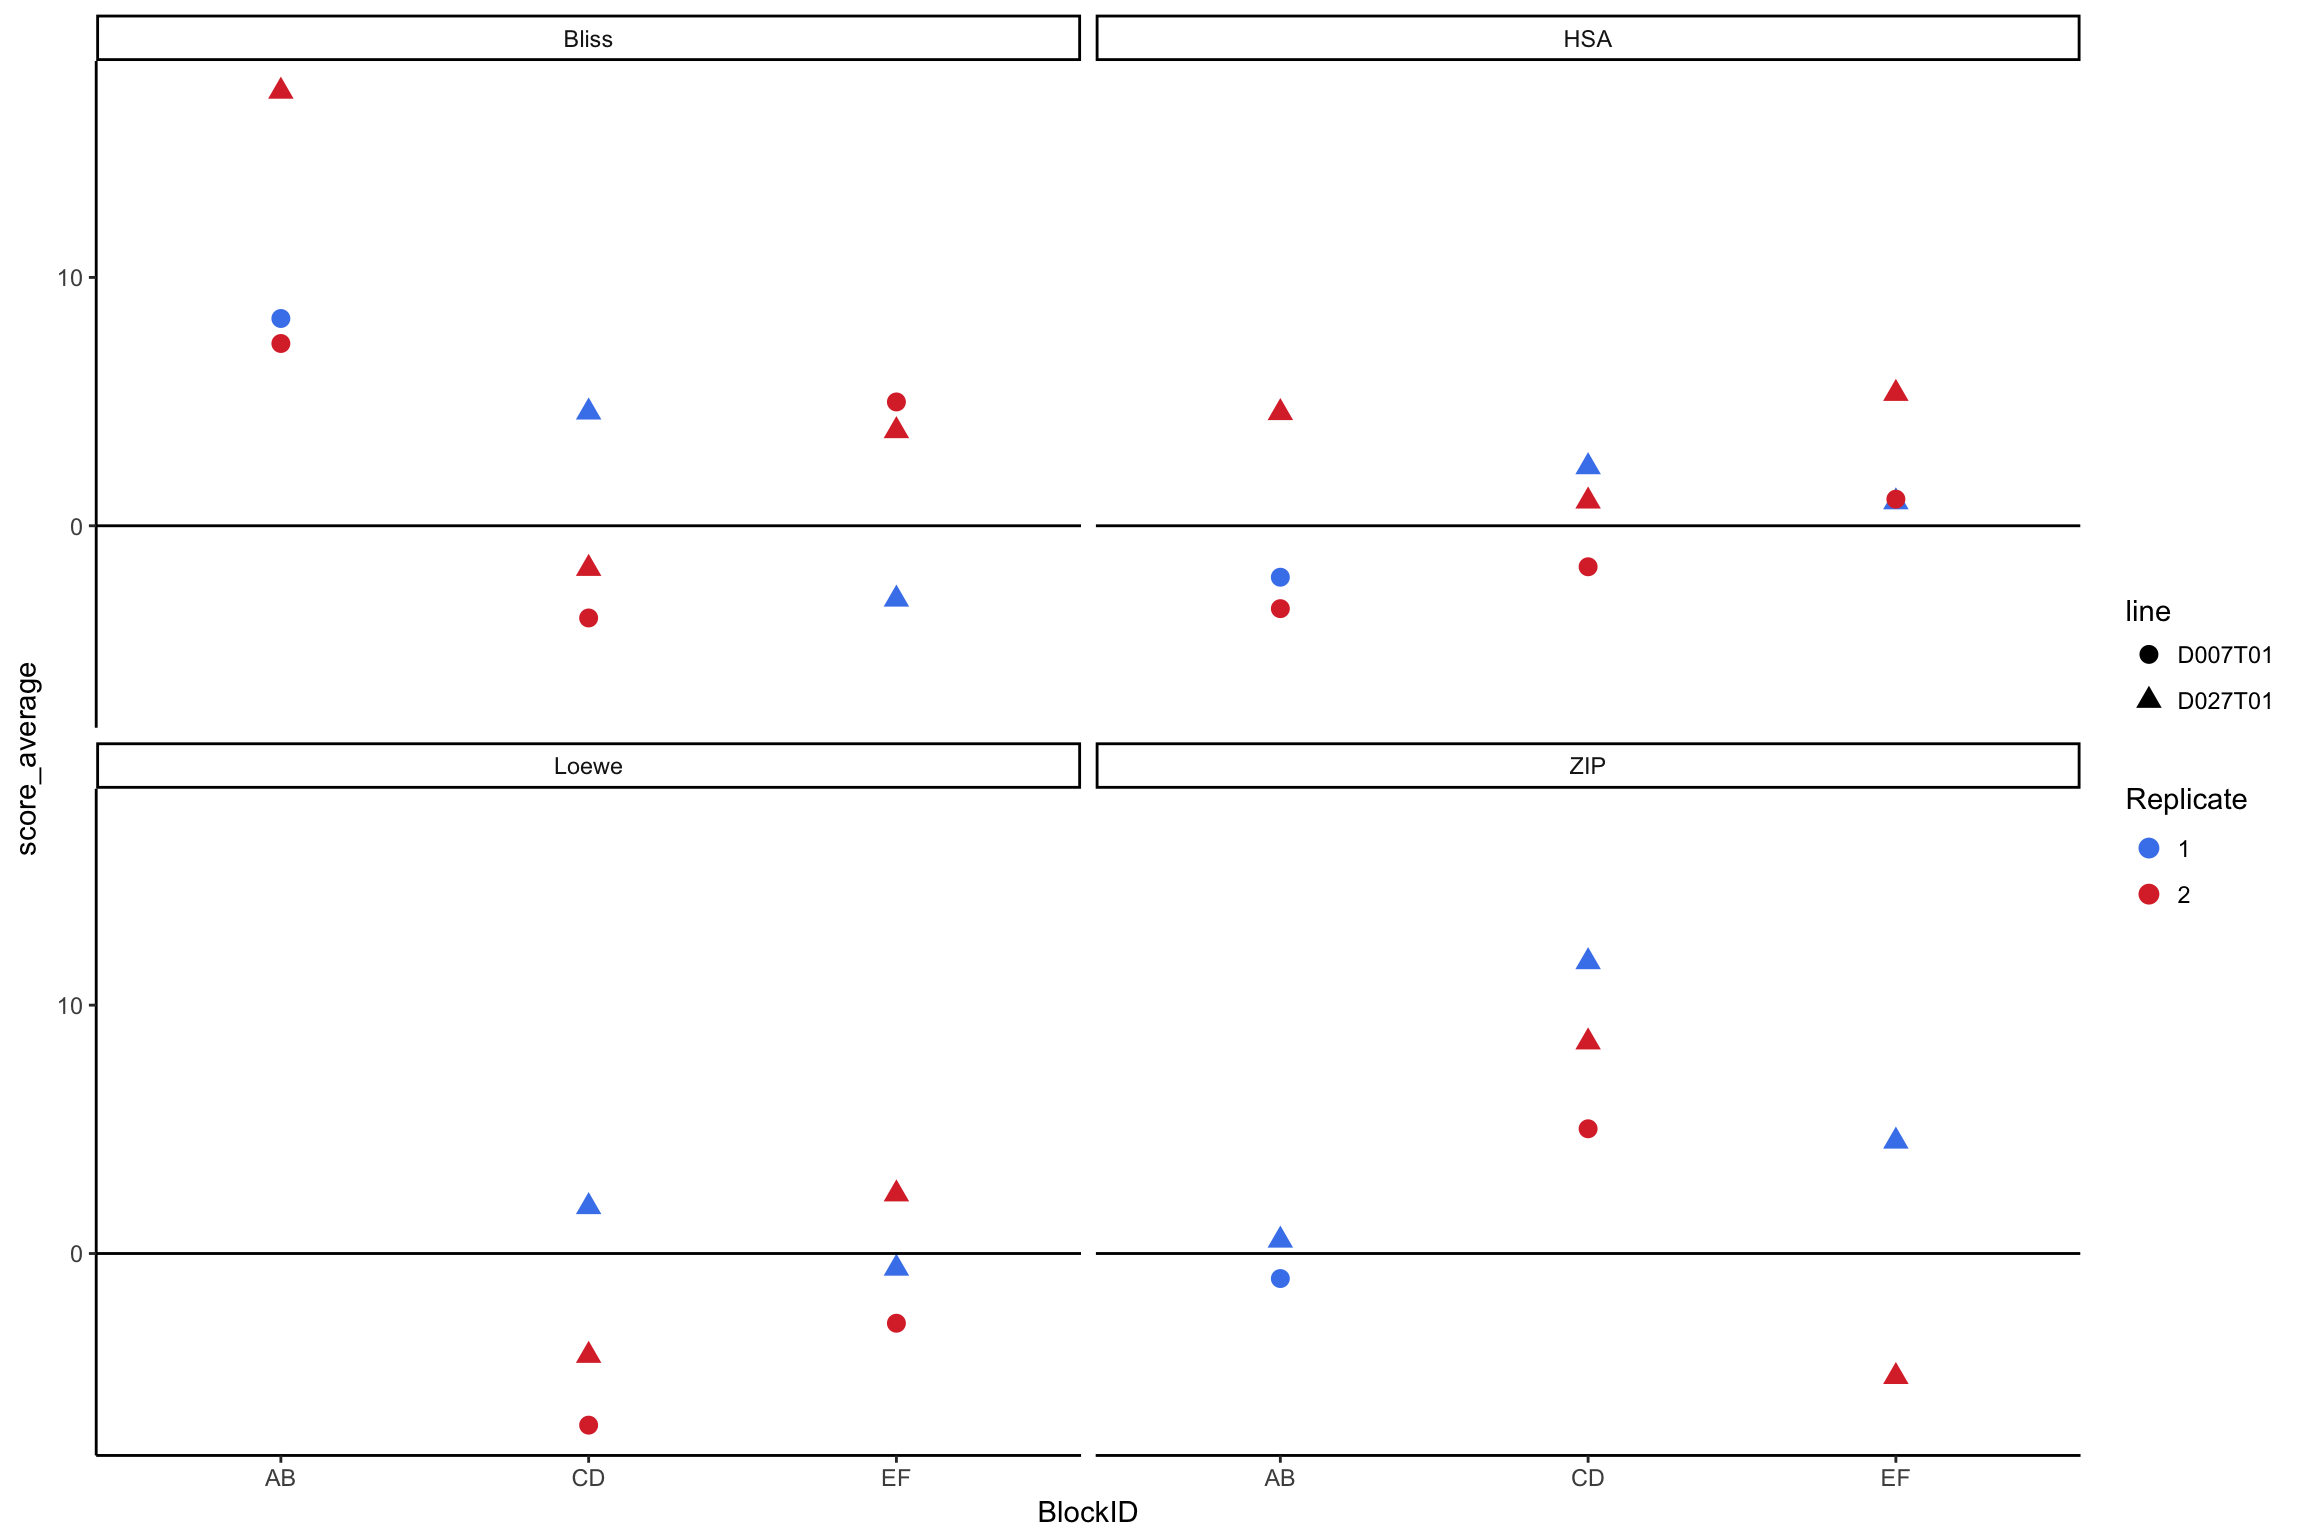 Bliss
HSA
10
0
score_average
Loewe
ZIP
10
0
AB
CD
EF
AB
CD
EF
BlockID
line
D007T01
D027T01
Replicate
1
2